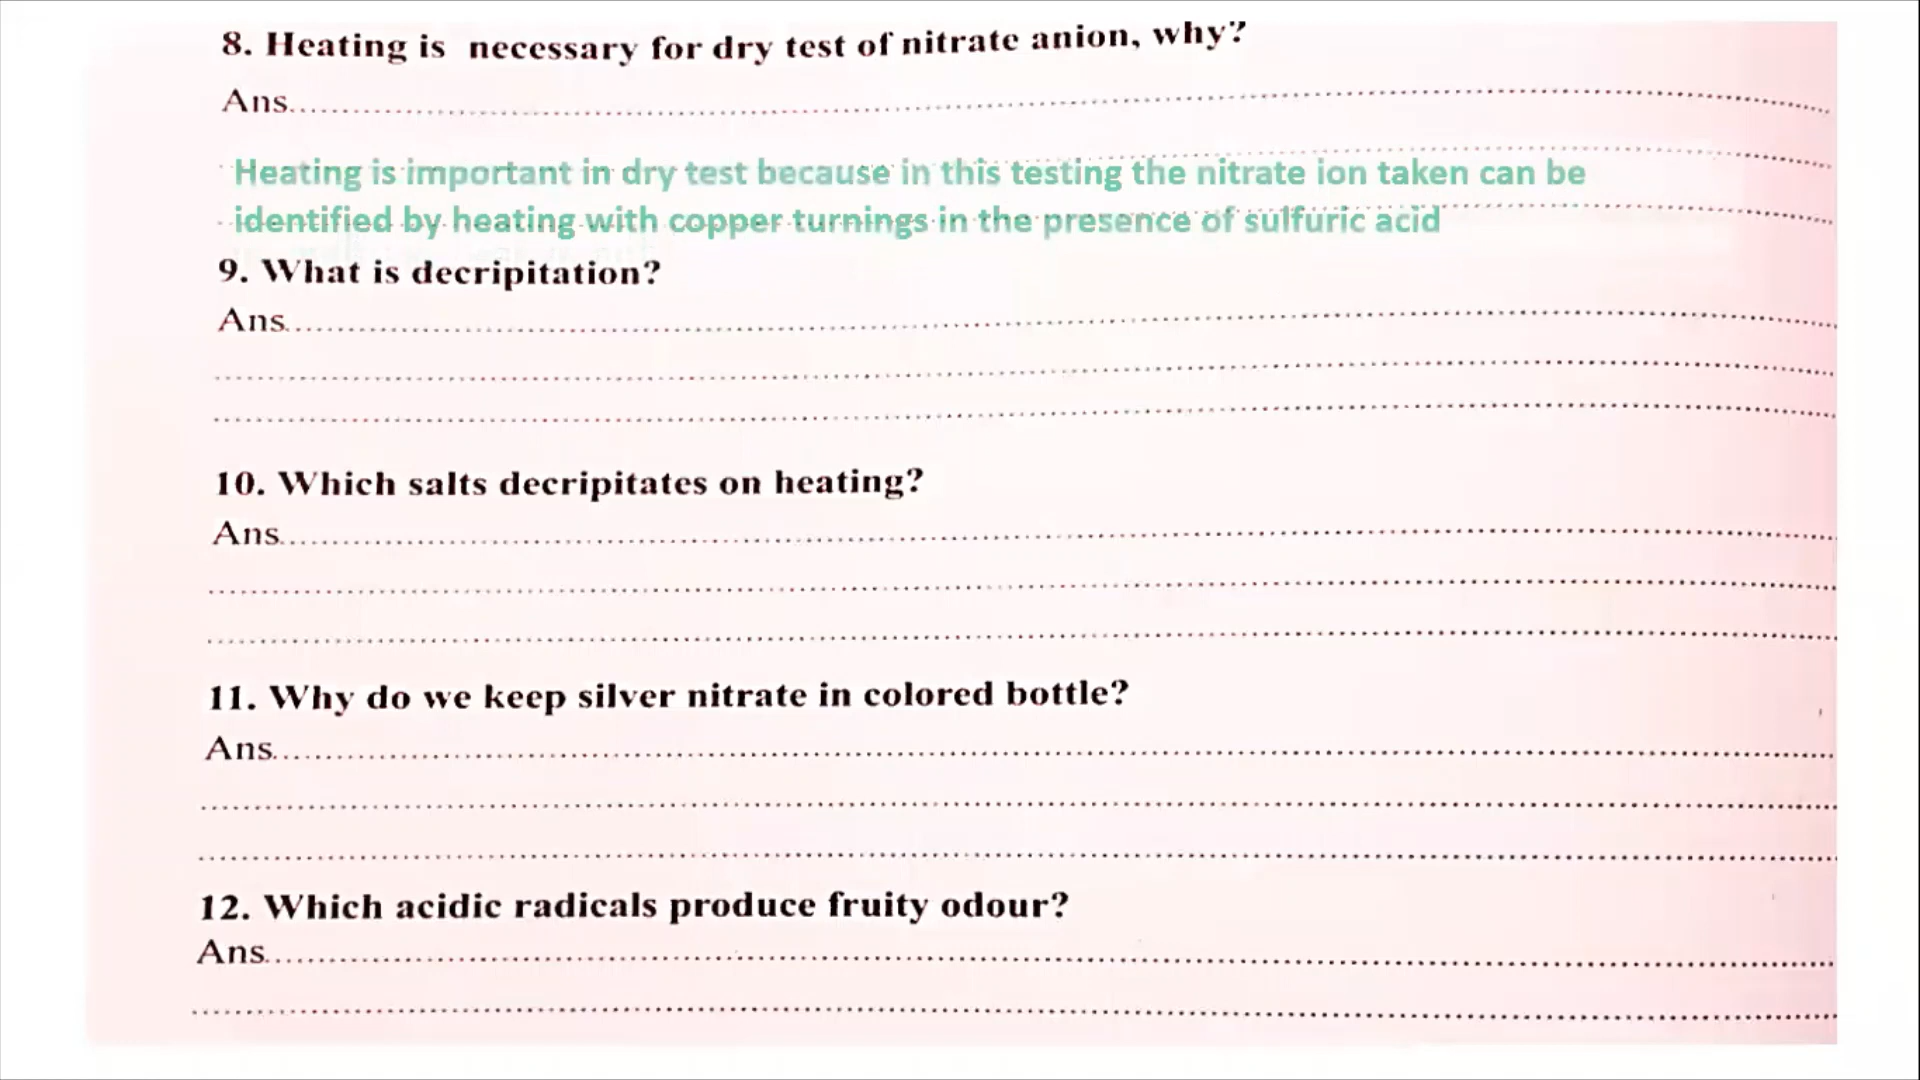 8. Heating is necessary for dry test of nitrate anion, why?
Ans.
Heating is important in dry test because in this testing the nitrate ion taken can be
identified by heating with copper turnings in the presence of sulfuric acid
9. What is decripitation?
Ans.
10. Which salts decripitates on heating?
Ans.
11. Why do we keep silver nitrate in colored bottle?
Ans.
12. Which acidic radicals produce fruity odour?
Ans.